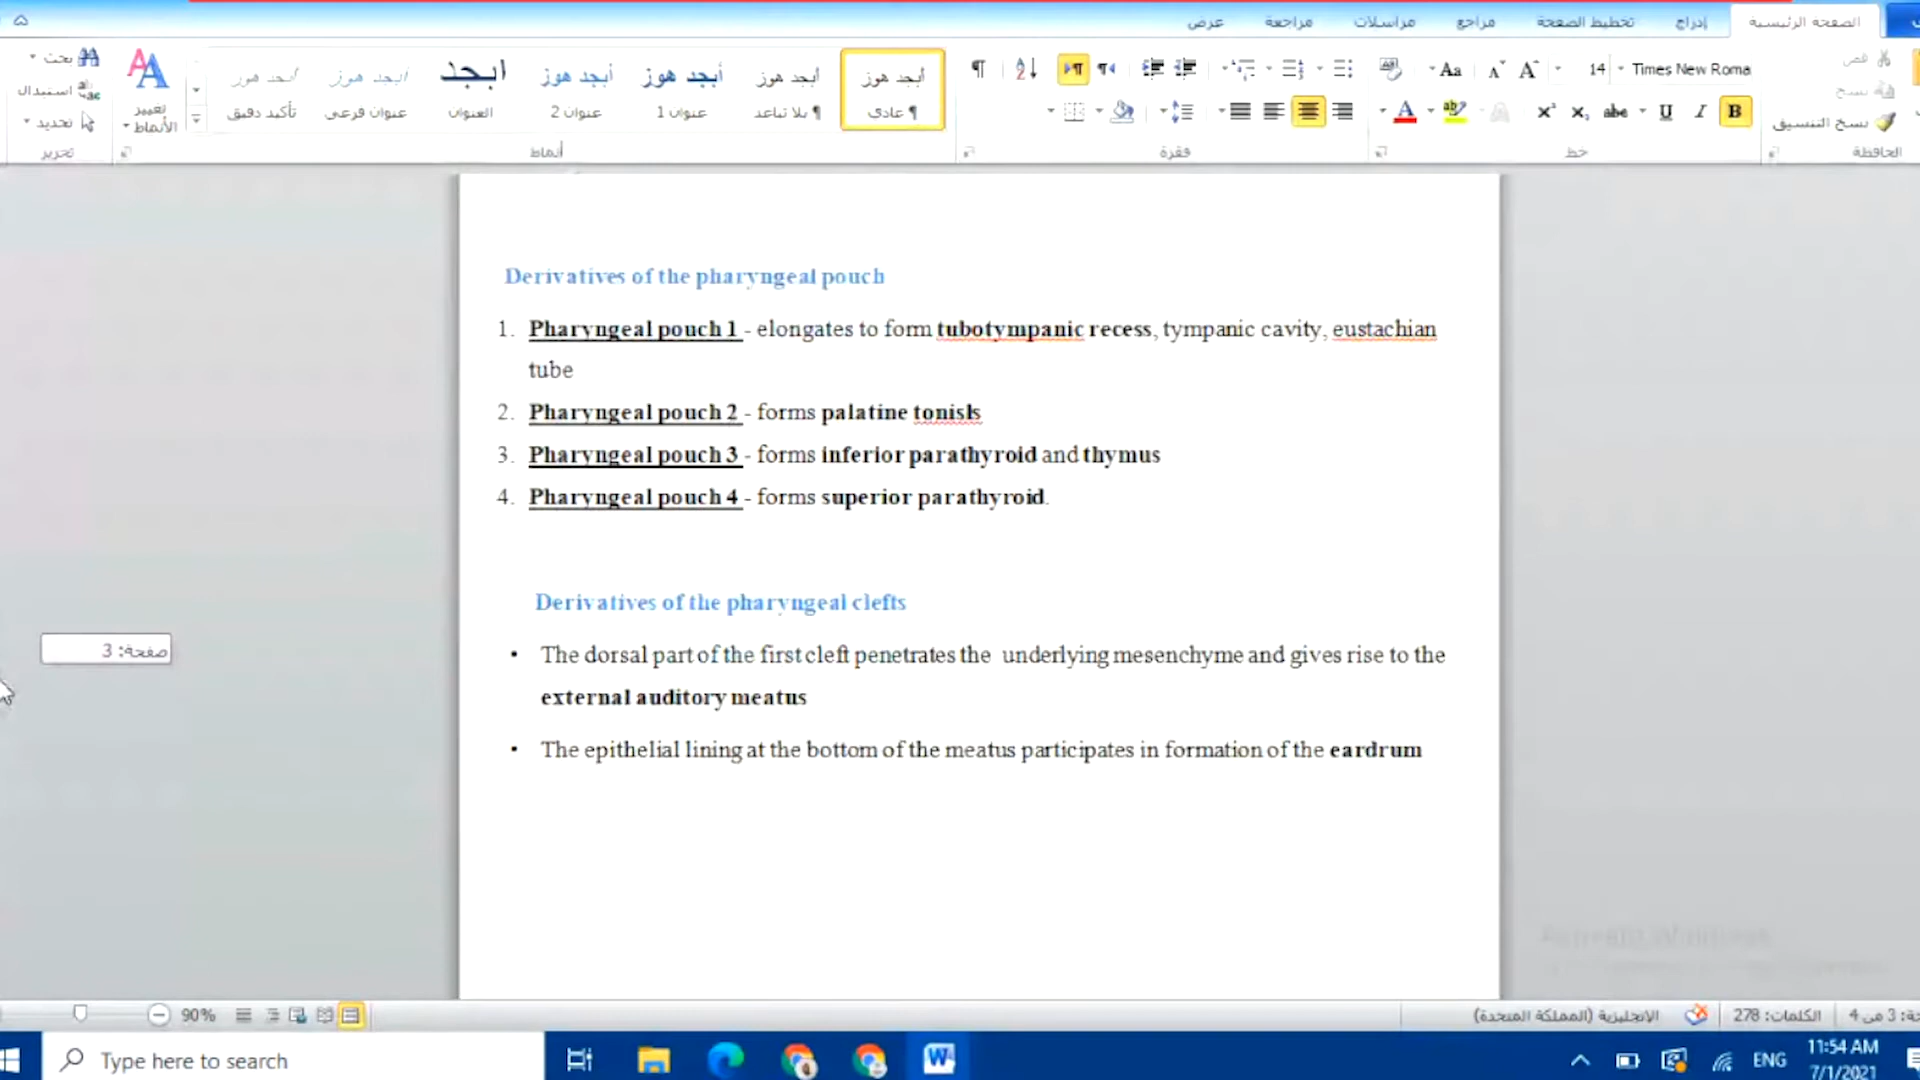 الصفحة الرئيسية إدراج تخطيط الصفحة مراجع مراسلات مراجعة عرض
قص
نسخ
نسخ التنسيق
الحافظة
Times New Roma 14
Aa
B I U abc
خط
فقرة
أبجد هوز أبجد هوز أبجد هوز أبجد هوز أبجد أبجد هوز أبجد هوز
عادي بلا تباعد عنوان 1 عنوان 2 العنوان عنوان فرعي تأكيد دقيق
أنماط
تغيير الأنماط
بحث
استبدال
تحديد
تحرير
Derivatives of the pharyngeal pouch
1. Pharyngeal pouch 1 - elongates to form tubotympanic recess, tympanic cavity, eustachian
tube
2. Pharyngeal pouch 2 - forms palatine tonisls
3. Pharyngeal pouch 3 - forms inferior parathyroid and thymus
4. Pharyngeal pouch 4 - forms superior parathyroid.
Derivatives of the pharyngeal clefts
• The dorsal part of the first cleft penetrates the underlying mesenchyme and gives rise to the
external auditory meatus
• The epithelial lining at the bottom of the meatus participates in formation of the eardrum
صفحة: 3
3 من 4 الكلمات: 278 الإنجليزية (المملكة المتحدة)
90%
Type here to search
ENG
11:54 AM
7/1/2021